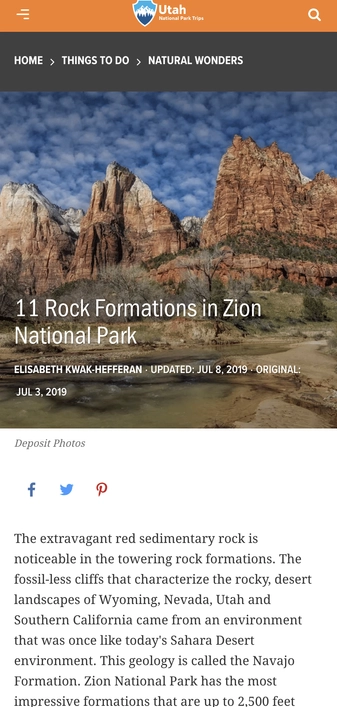 Utah
National Park Trips
HOME > THINGS TO DO > NATURAL WONDERS
11 Rock Formations in Zion
National Park
ELISABETH KWAK-HEFFERAN · UPDATED: JUL 8, 2019 · ORIGINAL:
JUL 3, 2019
Deposit Photos
The extravagant red sedimentary rock is
noticeable in the towering rock formations. The
fossil-less cliffs that characterize the rocky, desert
landscapes of Wyoming, Nevada, Utah and
Southern California came from an environment
that was once like today's Sahara Desert
environment. This geology is called the Navajo
Formation. Zion National Park has the most
impressive formations that are up to 2,500 feet